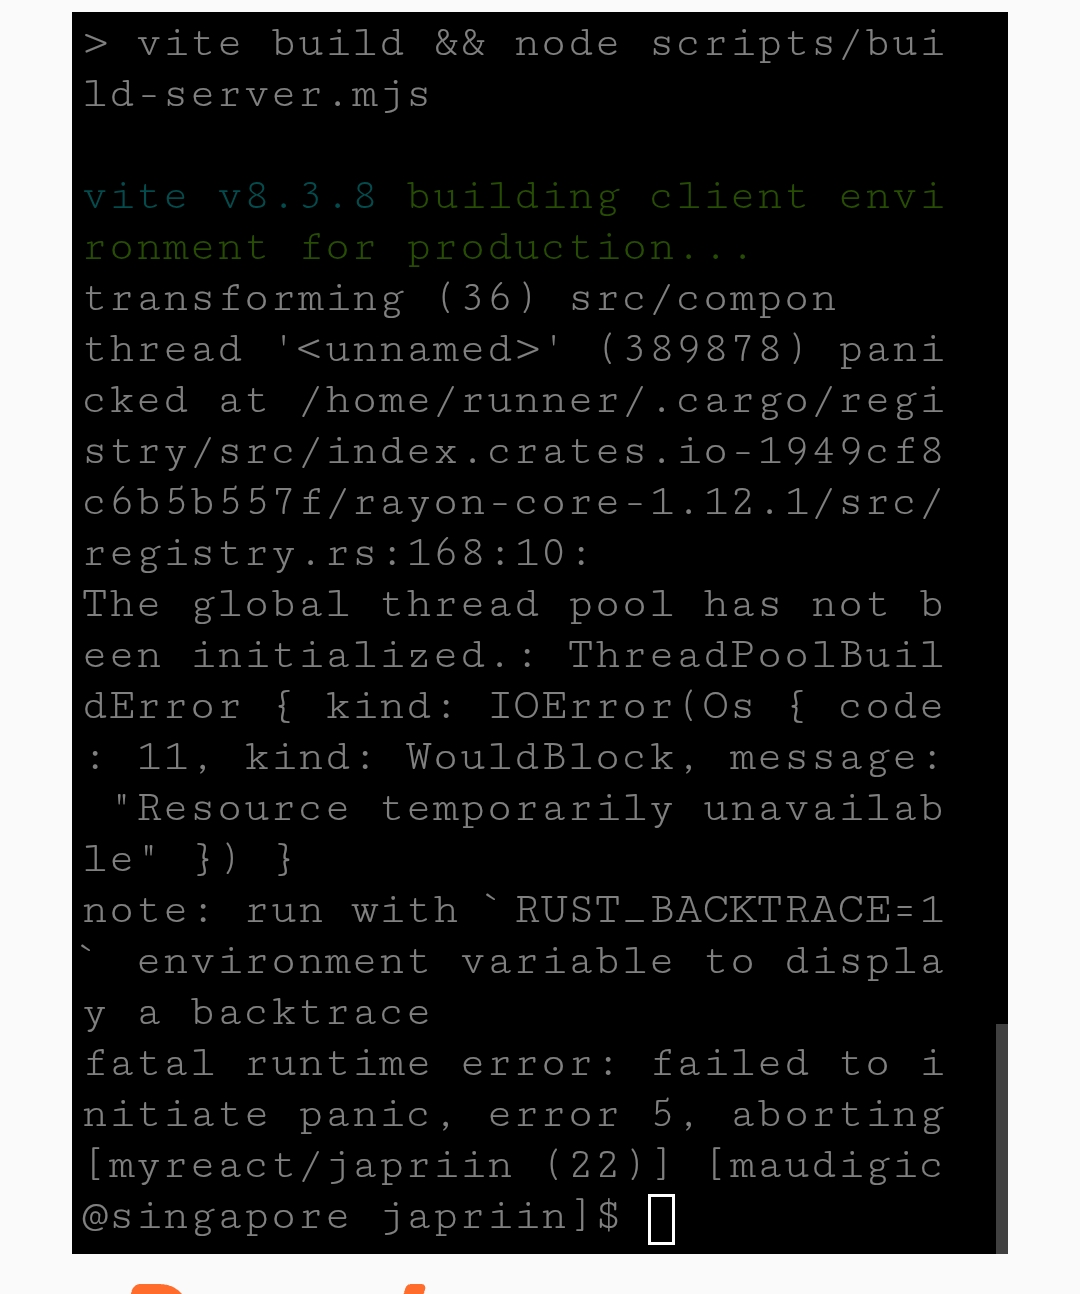 > vite build && node scripts/bui
ld-server.mjs
vite v8.3.8 building client envi
ronment for production...
transforming (36) src/compon
thread '<unnamed>' (389878) pani
cked at /home/runner/.cargo/regi
stry/src/index.crates.io-1949cf8
c6b5b557f/rayon-core-1.12.1/src/
registry.rs:168:10:
The global thread pool has not b
een initialized.: ThreadPoolBuil
dError { kind: IOError(Os { code
: 11, kind: WouldBlock, message:
 "Resource temporarily unavailab
le" }) }
note: run with `RUST_BACKTRACE=1
` environment variable to displa
y a backtrace
fatal runtime error: failed to i
nitiate panic, error 5, aborting
[myreact/japriin (22)] [maudigic
@singapore japriin]$